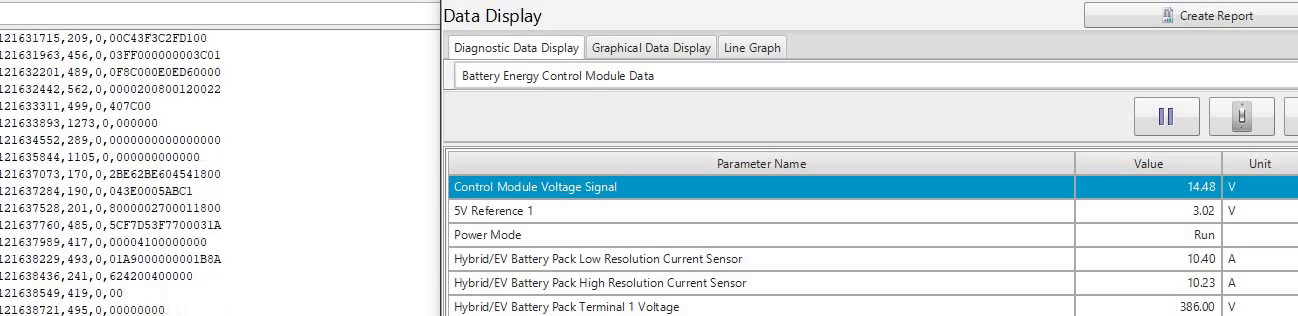 121631715,209,0,00C43F3C2FD100
121631963,456,0,03FF000000003C01
121632201,489,0,0F8C000E0ED60000
121632442,562,0,0000200800120022
121633311,499,0,407C00
121633893,1273,0,000000
121634552,289,0,0000000000000000
121635844,1105,0,000000000000
121637073,170,0,2BE62BE604541800
121637284,190,0,043E0005ABC1
121637528,201,0,8000002700011800
121637760,485,0,5CF7D53F7700031A
121637989,417,0,00004100000000
121638229,493,0,01A9000000001B8A
121638436,241,0,624200400000
121638549,419,0,00
121638721,495,0,00000000
Data Display
Create Report
Diagnostic Data Display Graphical Data Display Line Graph
Battery Energy Control Module Data
Parameter Name Value Unit
Control Module Voltage Signal 14.48 V
5V Reference 1 3.02 V
Power Mode Run
Hybrid/EV Battery Pack Low Resolution Current Sensor 10.40 A
Hybrid/EV Battery Pack High Resolution Current Sensor 10.23 A
Hybrid/EV Battery Pack Terminal 1 Voltage 386.00 V